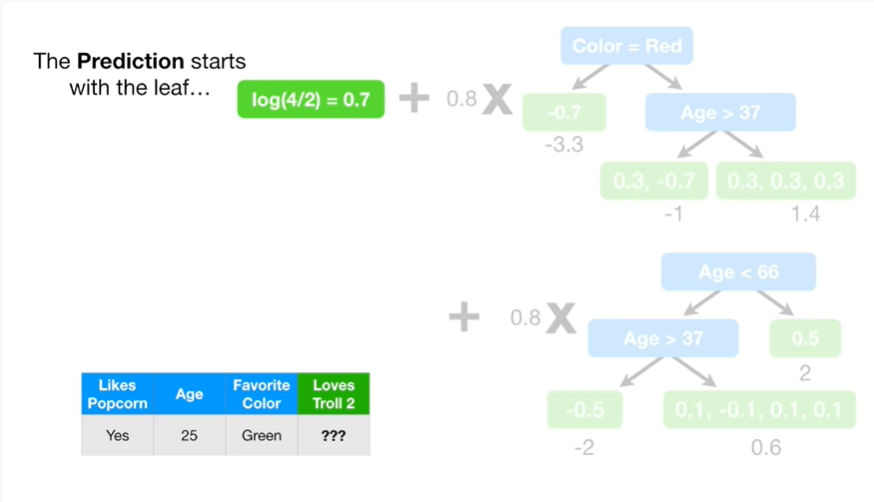 The Prediction starts
with the leaf...
log(4/2) = 0.7
+ 0.8 X
Color = Red
-0.7
-3.3
Age > 37
0.3, -0.7
-1
0.3, 0.3, 0.3
1.4
+ 0.8 X
Age < 66
Age > 37
0.5
2
-0.5
-2
0.1, -0.1, 0.1, 0.1
0.6
Likes Popcorn Age Favorite Color Loves Troll 2
Yes 25 Green ???